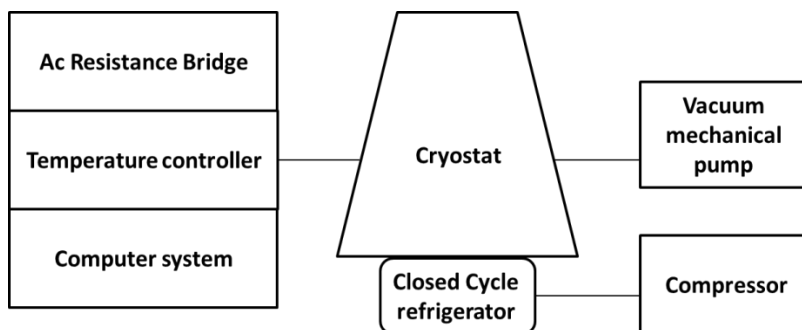 Ac Resistance Bridge
Temperature controller
Computer system
Cryostat
Closed Cycle
refrigerator
Vacuum
mechanical
pump
Compressor